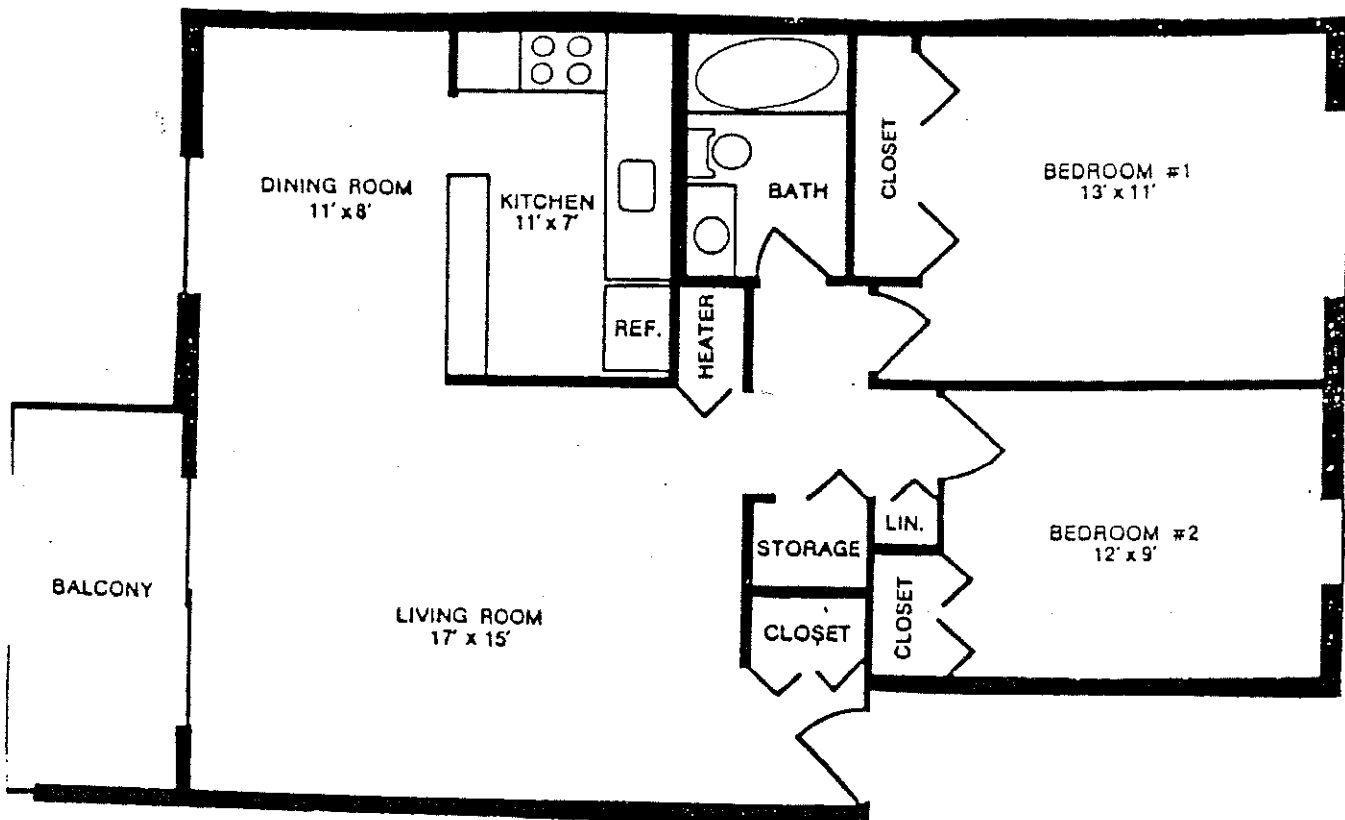 DINING ROOM
11' x 8'
KITCHEN
11' x 7'
REF.
HEATER
BATH
CLOSET
BEDROOM #1
13' x 11'
BALCONY
LIVING ROOM
17' x 15'
STORAGE
CLOSET
LIN.
CLOSET
BEDROOM #2
12' x 9'